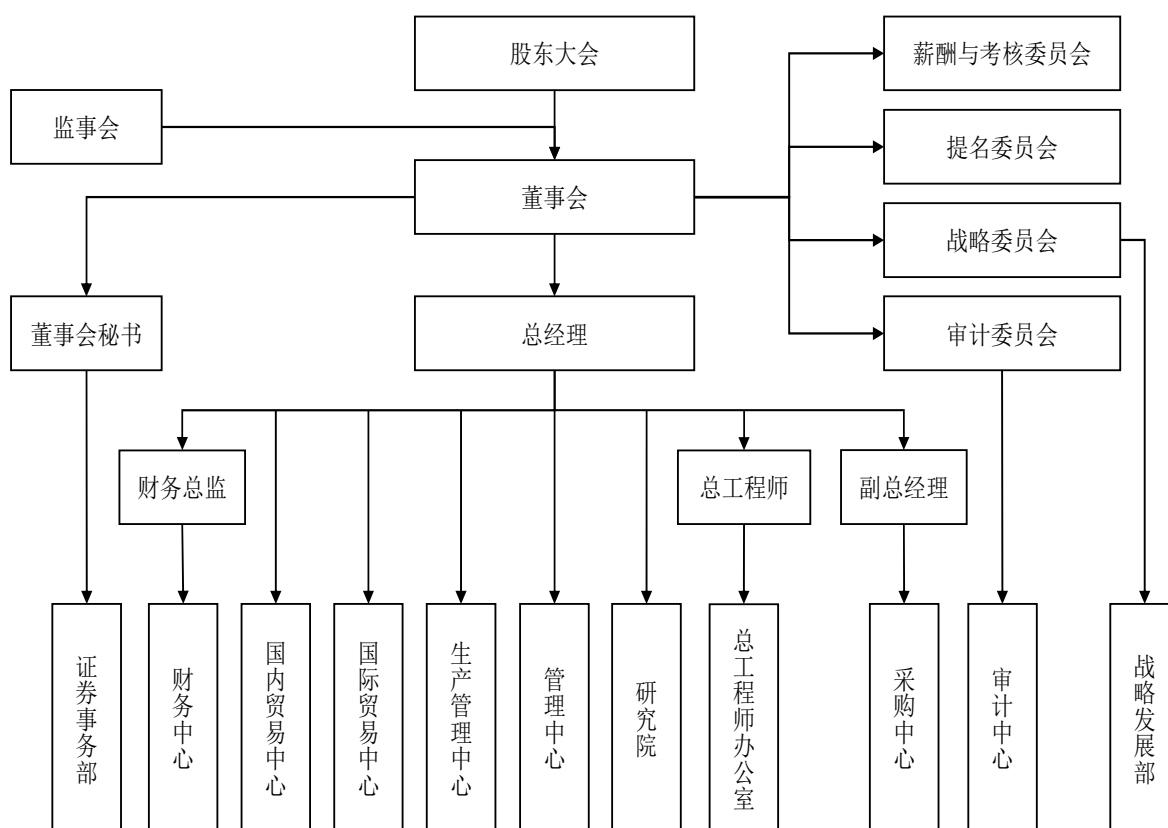 股东大会
薪酬与考核委员会
监事会
提名委员会
董事会
战略委员会
董事会秘书
总经理
审计委员会
财务总监
总工程师
副总经理
证券事务部
财务中心
国内贸易中心
国际贸易中心
生产管理中心
管理中心
研究院
总工程师办公室
采购中心
审计中心
战略发展部